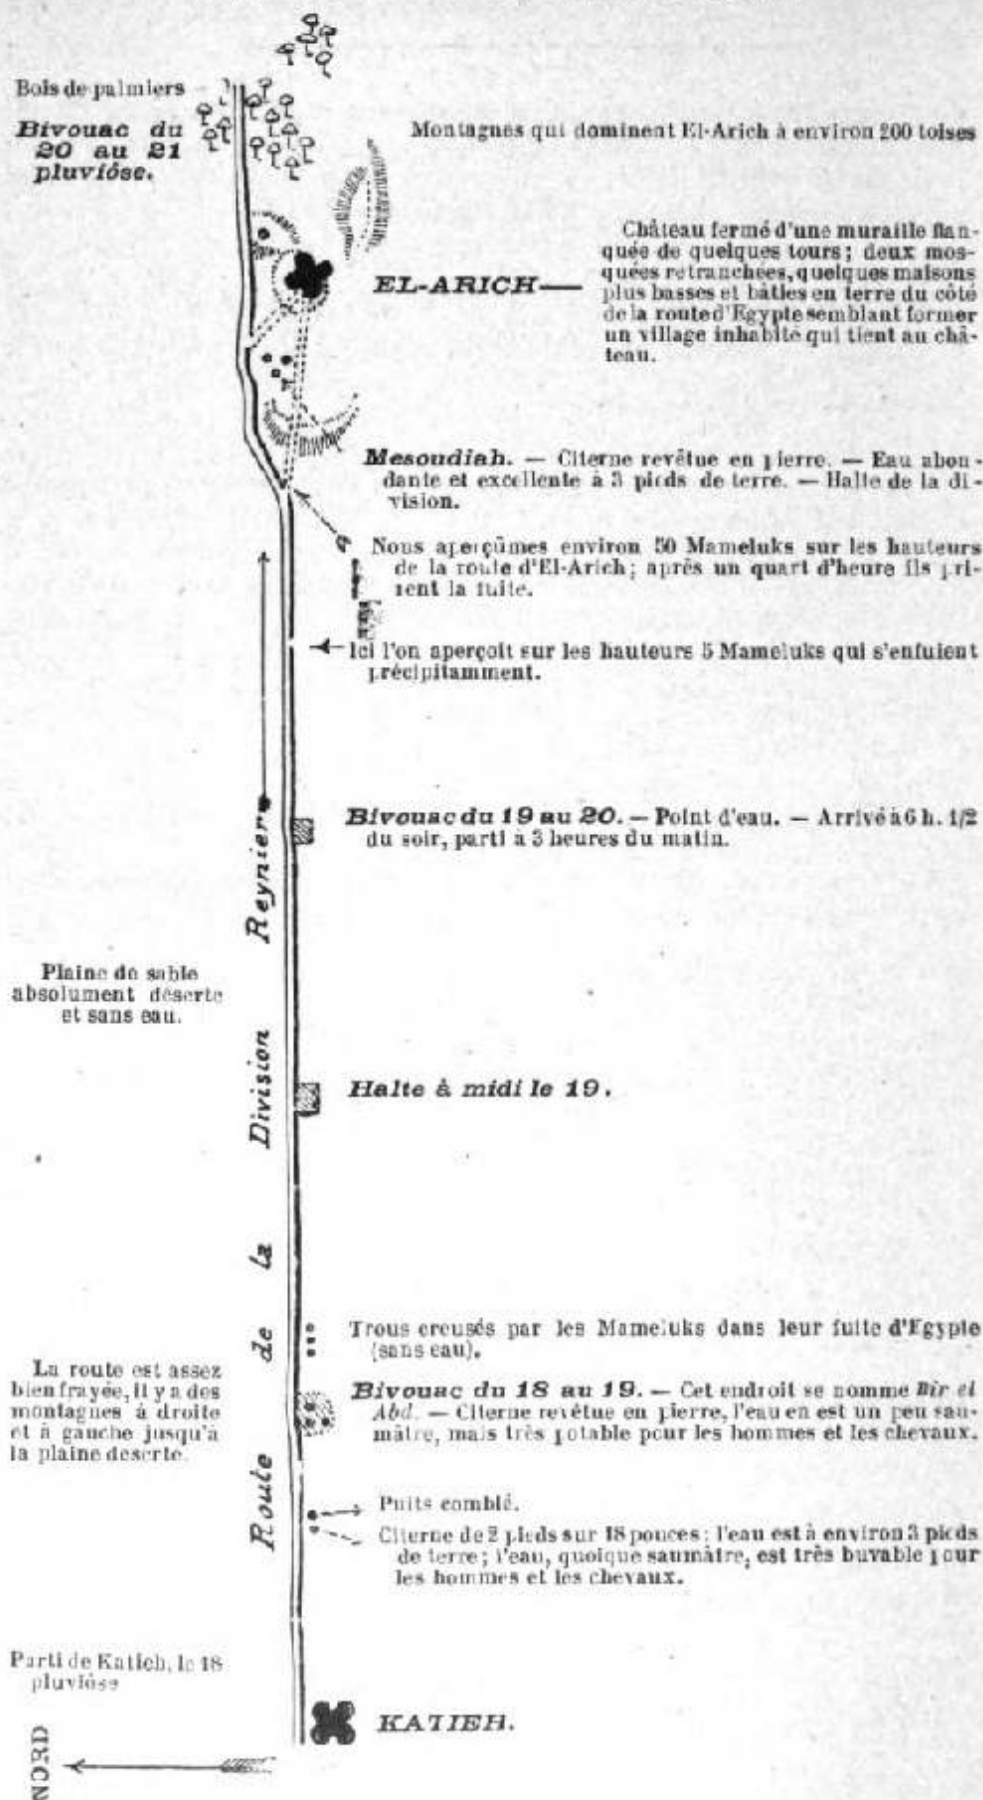 Bois de palmiers
Bivouac du
20 au 21
pluviôse.
Montagnes qui dominent El-Arich à environ 200 toises
EL-ARICH —
Château fermé d'une muraille flan-
quée de quelques tours; deux mos-
quées retranchées, quelques maisons
plus basses et bâties en terre du côté
de la route d'Egypte semblant former
un village inhabité qui tient au châ-
teau.
Mesoudiah. — Citerne revêtue en pierre. — Eau abon-
dante et excellente à 3 pieds de terre. — Halle de la di-
vision.
Nous aperçûmes environ 50 Mameluks sur les hauteurs
de la route d'El-Arich; après un quart d'heure ils pri-
rent la fuite.
Ici l'on aperçoit sur les hauteurs 5 Mameluks qui s'enfuient
précipitamment.
Bivouac du 19 au 20. — Point d'eau. — Arrivé à 6 h. 1/2
du soir, parti à 3 heures du matin.
Plaine de sable
absolument déserte
et sans eau.
Halte à midi le 19.
Route de la Division Reynier
Trous creusés par les Mameluks dans leur fuite d'Egypte
(sans eau).
La route est assez
bien frayée, il y a des
montagnes à droite
et à gauche jusqu'à
la plaine deserte.
Bivouac du 18 au 19. — Cet endroit se nomme Bir el
Abd. — Citerne revêtue en pierre, l'eau en est un peu sau-
mâtre, mais très potable pour les hommes et les chevaux.
Puits comblé.
Citerne de 2 pieds sur 18 pouces; l'eau est à environ 3 pieds
de terre; l'eau, quoique saumâtre, est très buvable pour
les hommes et les chevaux.
Parti de Katieh, le 18
pluviôse
KATIEH.
NORD